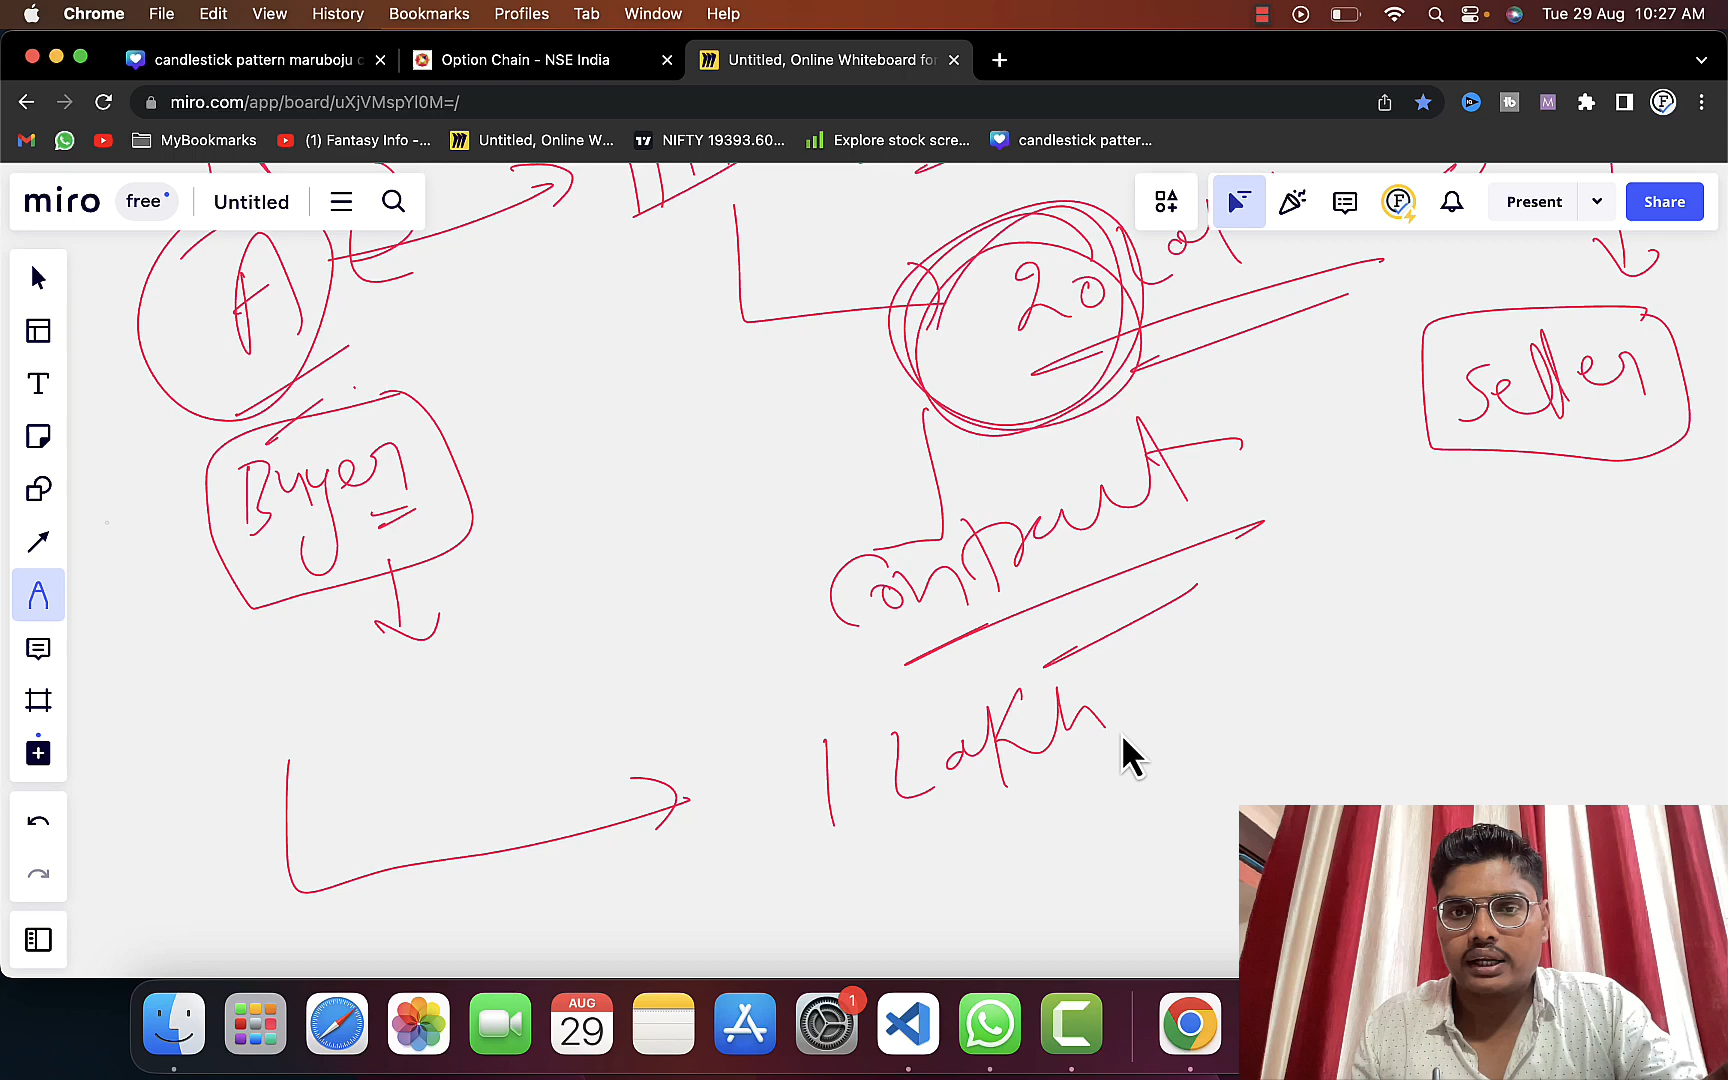 Chrome File Edit View History Bookmarks Profiles Tab Window Help Tue 29 Aug 10:27 AM
candlestick pattern maruboju c Option Chain - NSE India Untitled, Online Whiteboard for
miro.com/app/board/uXjVMspYI0M=/
MyBookmarks (1) Fantasy Info -... Untitled, Online W... NIFTY 19393.60... Explore stock scre... candlestick patter...
miro free Untitled Present Share
A 20
Seller
Buyer
1 Lakh
AUG
29
1